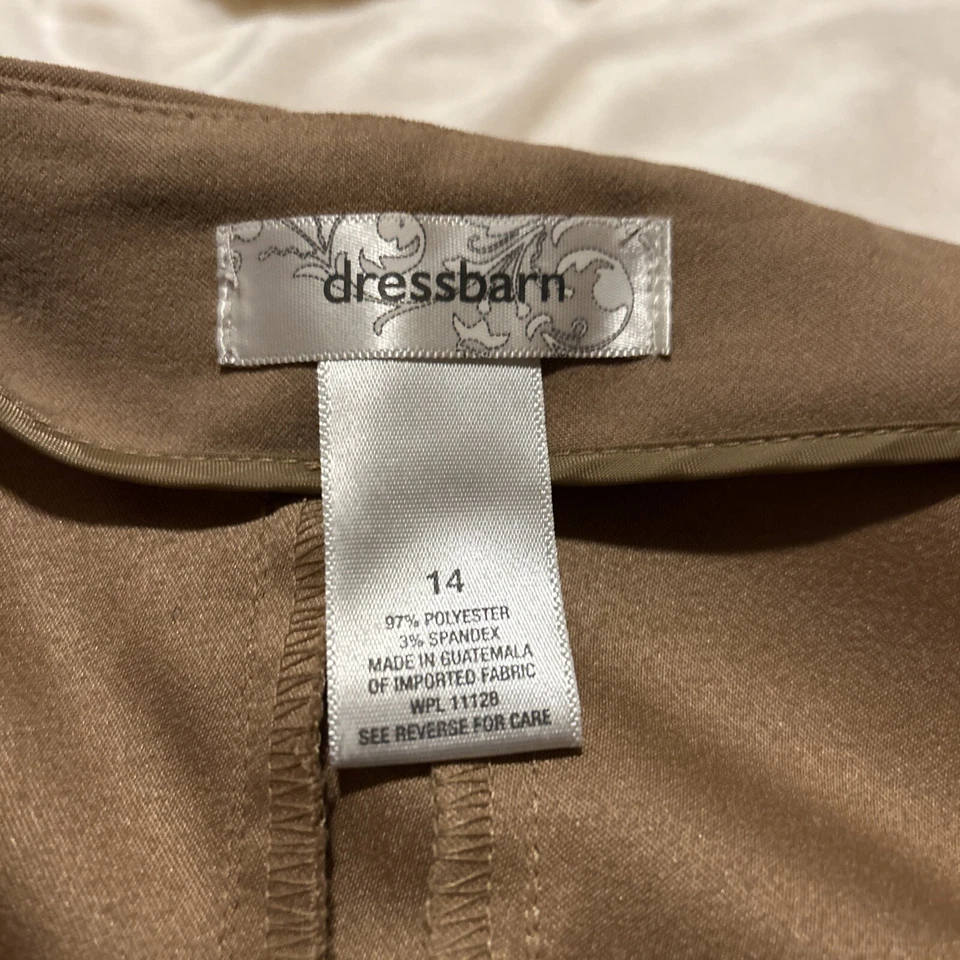 dressbarn
14
97% POLYESTER
3% SPANDEX
MADE IN GUATEMALA
OF IMPORTED FABRIC
WPL 11128
SEE REVERSE FOR CARE